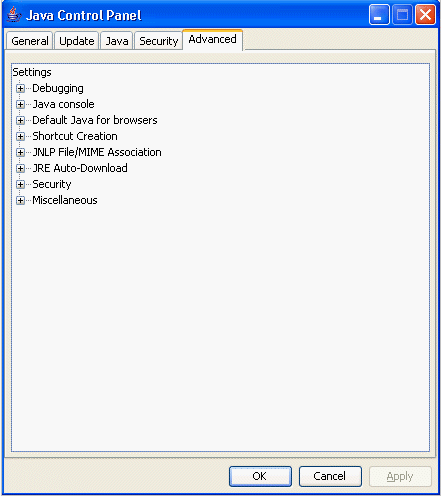 Java Control Panel
General Update Java Security Advanced
Settings
Debugging
Java console
Default Java for browsers
Shortcut Creation
JNLP File/MIME Association
JRE Auto-Download
Security
Miscellaneous
OK Cancel Apply